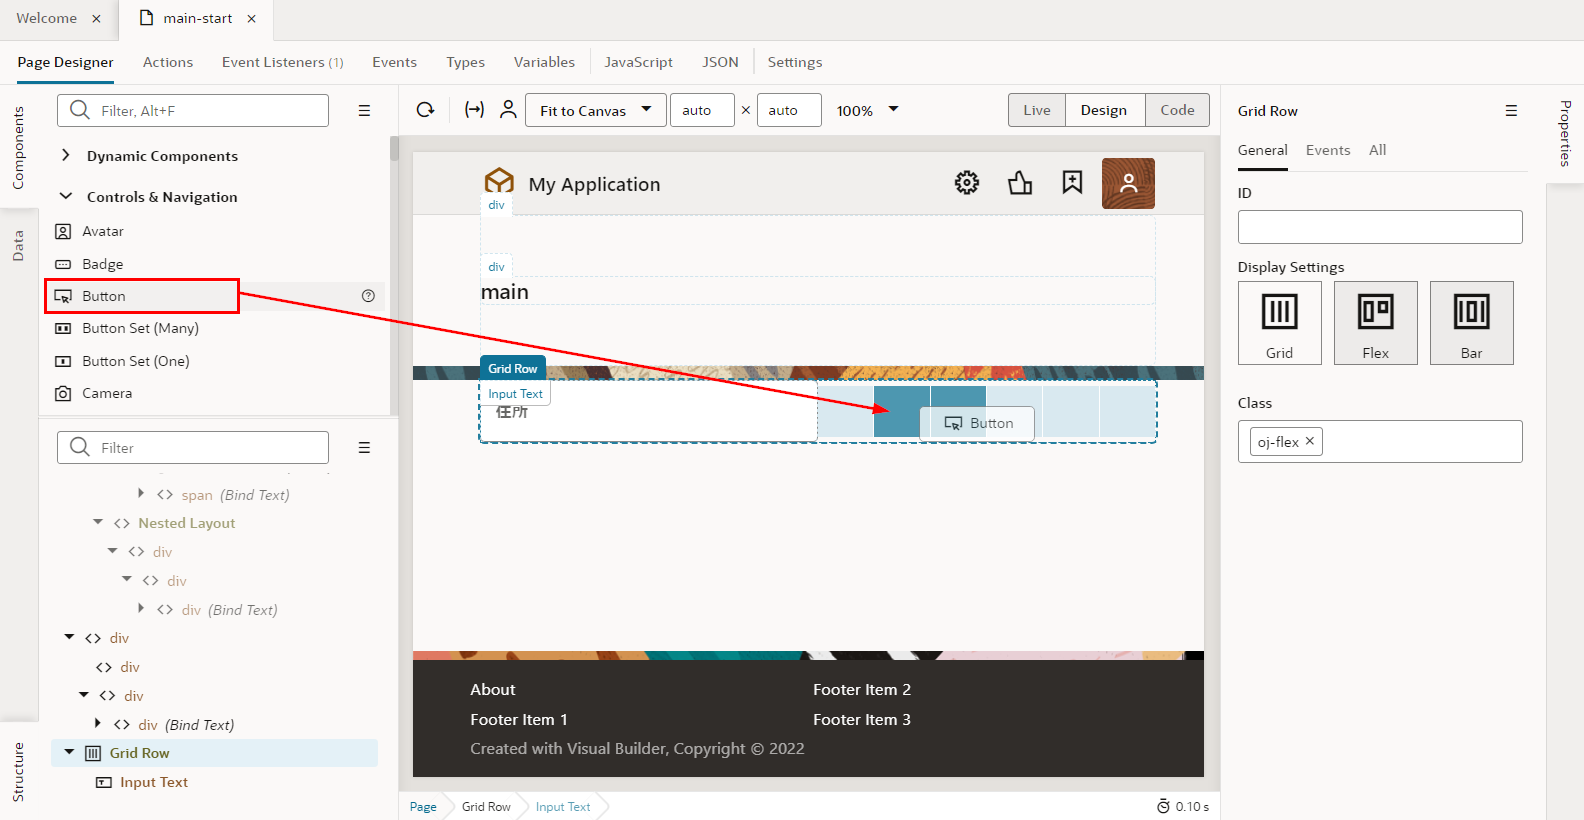 Welcome ×
main-start ×
Page Designer Actions Event Listeners (1) Events Types Variables JavaScript JSON Settings
Components
Data
Structure
Filter, Alt+F
Dynamic Components
Controls & Navigation
Avatar
Badge
Button
Button Set (Many)
Button Set (One)
Camera
Filter
span (Bind Text)
Nested Layout
div
div
div (Bind Text)
div
div
div
div (Bind Text)
Grid Row
Input Text
Fit to Canvas auto × auto 100%
Live Design Code
My Application
div
div
main
Grid Row
Input Text
住所
Button
About
Footer Item 2
Footer Item 1
Footer Item 3
Created with Visual Builder, Copyright © 2022
Page Grid Row Input Text
0.10 s
Grid Row
General Events All
ID
Display Settings
Grid Flex Bar
Class
oj-flex ×
Properties